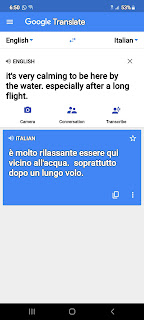 6:50
53%
Google Translate
English
Italian
ENGLISH
it's very calming to be here by
the water. especially after a long
flight.
Camera
Conversation
Transcribe
ITALIAN
è molto rilassante essere qui
vicino all'acqua. soprattutto
dopo un lungo volo.